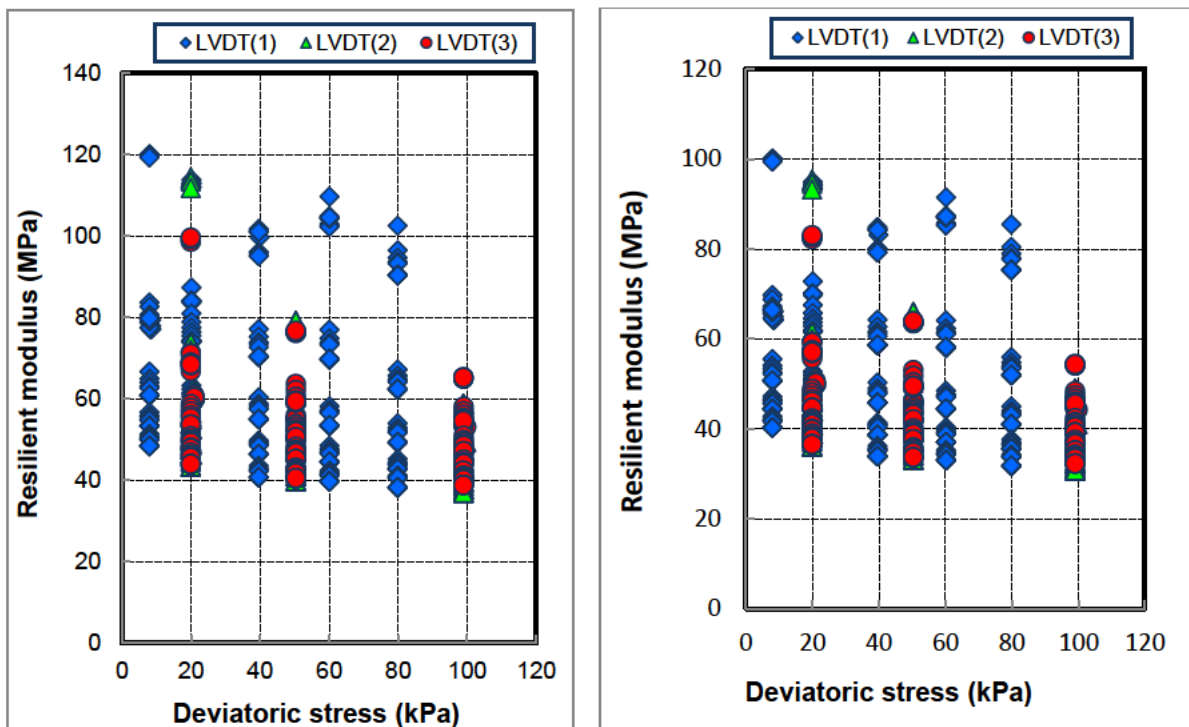 LVDT(1) LVDT(2) LVDT(3)
140
120
100
80
60
40
20
0
Resilient modulus (MPa)
0 20 40 60 80 100 120
Deviatoric stress (kPa)
LVDT(1) LVDT(2) LVDT(3)
120
100
80
60
40
20
0
Resilient modulus (MPa)
0 20 40 60 80 100 120
Deviatoric stress (kPa)